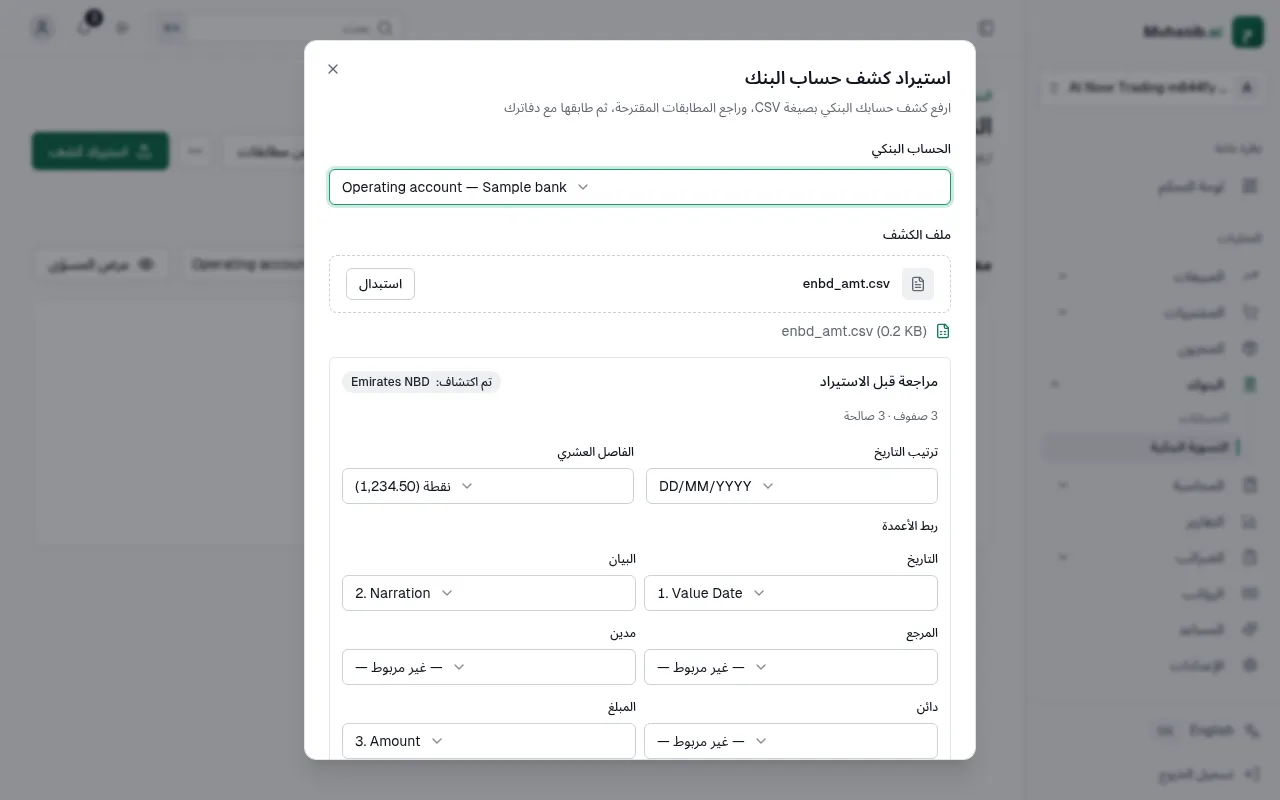 Muhasib.ai
لوحة التحكم
المبيعات
المشتريات
المخزون
البنوك
التسوية البنكية
المحاسبة
التقارير
الضرائب
الرواتب
المساعد
الإعدادات
English
تسجيل الخروج
استيراد كشف
عرض المسوّى
استيراد كشف حساب البنك
ارفع كشف حسابك البنكي بصيغة CSV، وراجع المطابقات المقترحة، ثم طابقها مع دفاترك
الحساب البنكي
Operating account — Sample bank
ملف الكشف
enbd_amt.csv
استبدال
enbd_amt.csv (0.2 KB)
مراجعة قبل الاستيراد
تم اكتشاف: Emirates NBD
3 صفوف · 3 صالحة
ترتيب التاريخ
الفاصل العشري
DD/MM/YYYY
نقطة (1,234.50)
ربط الأعمدة
التاريخ
البيان
1. Value Date
2. Narration
المرجع
مدين
— غير مربوط —
— غير مربوط —
دائن
المبلغ
— غير مربوط —
3. Amount